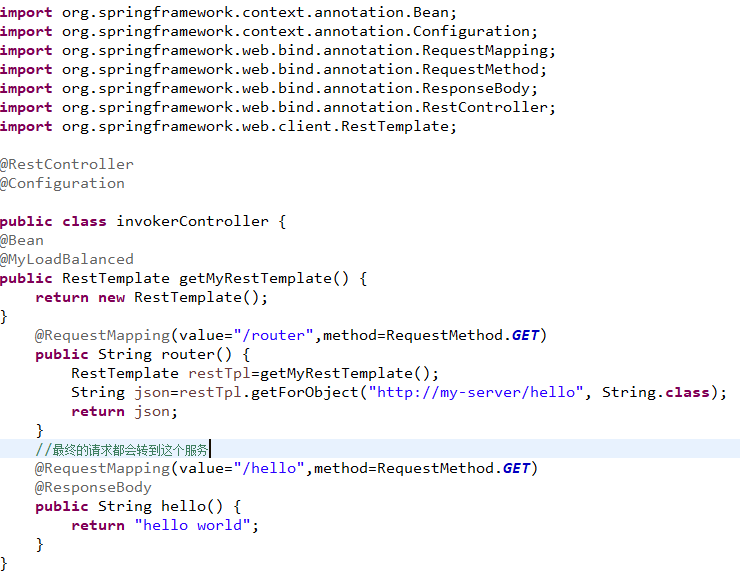 import org.springframework.context.annotation.Bean;
import org.springframework.context.annotation.Configuration;
import org.springframework.web.bind.annotation.RequestMapping;
import org.springframework.web.bind.annotation.RequestMethod;
import org.springframework.web.bind.annotation.ResponseBody;
import org.springframework.web.bind.annotation.RestController;
import org.springframework.web.client.RestTemplate;

@RestController
@Configuration

public class invokerController {
@Bean
@MyLoadBalanced
public RestTemplate getMyRestTemplate() {
    return new RestTemplate();
}
    @RequestMapping(value="/router",method=RequestMethod.GET)
    public String router() {
        RestTemplate restTpl=getMyRestTemplate();
        String json=restTpl.getForObject("http://my-server/hello", String.class);
        return json;
    }
    //最终的请求都会转到这个服务
    @RequestMapping(value="/hello",method=RequestMethod.GET)
    @ResponseBody
    public String hello() {
        return "hello world";
    }
}